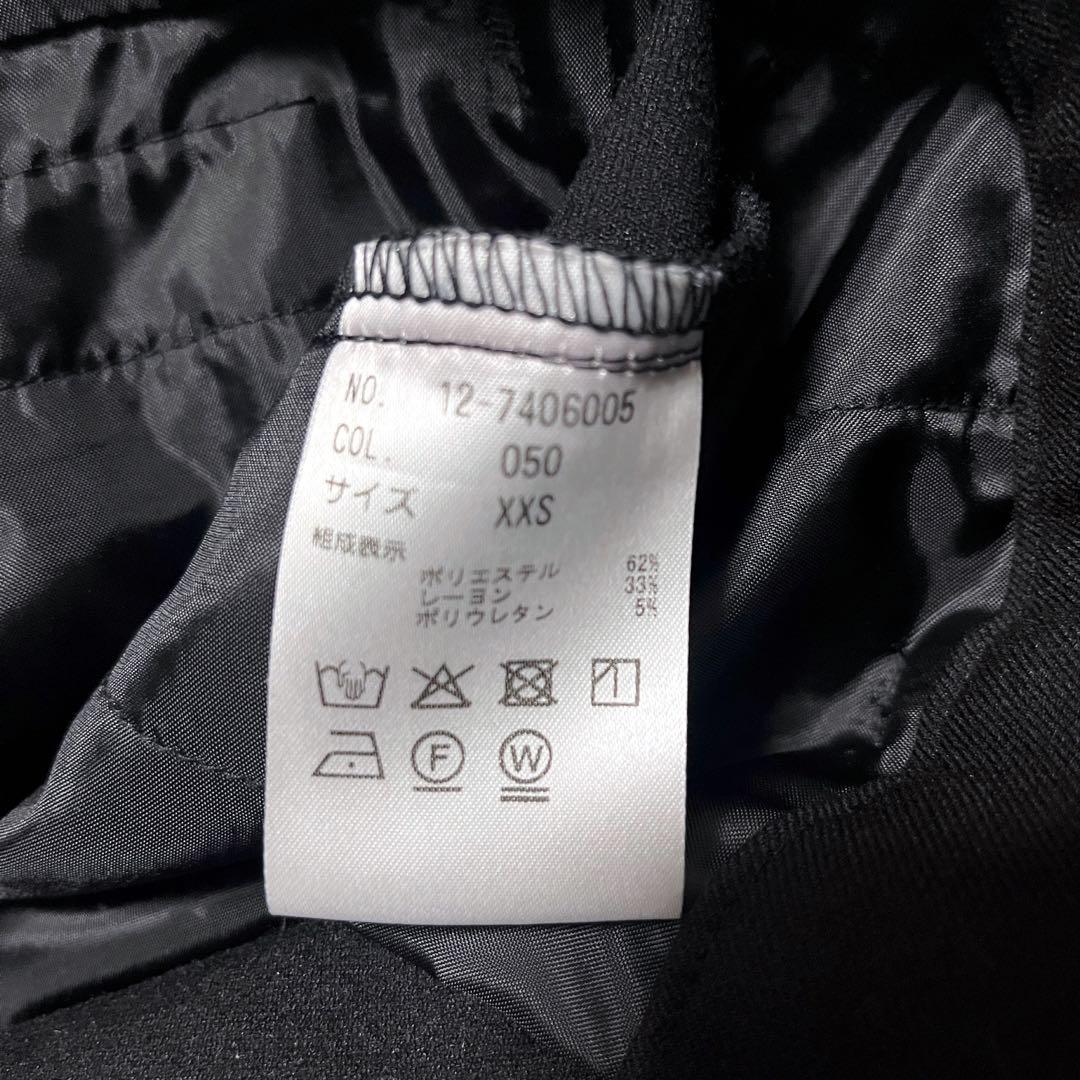 NO. 12-7406005
COL. 050
サイズ XXS
組成表示
ポリエステル 62%
レーヨン 33%
ポリウレタン 5%
F
W